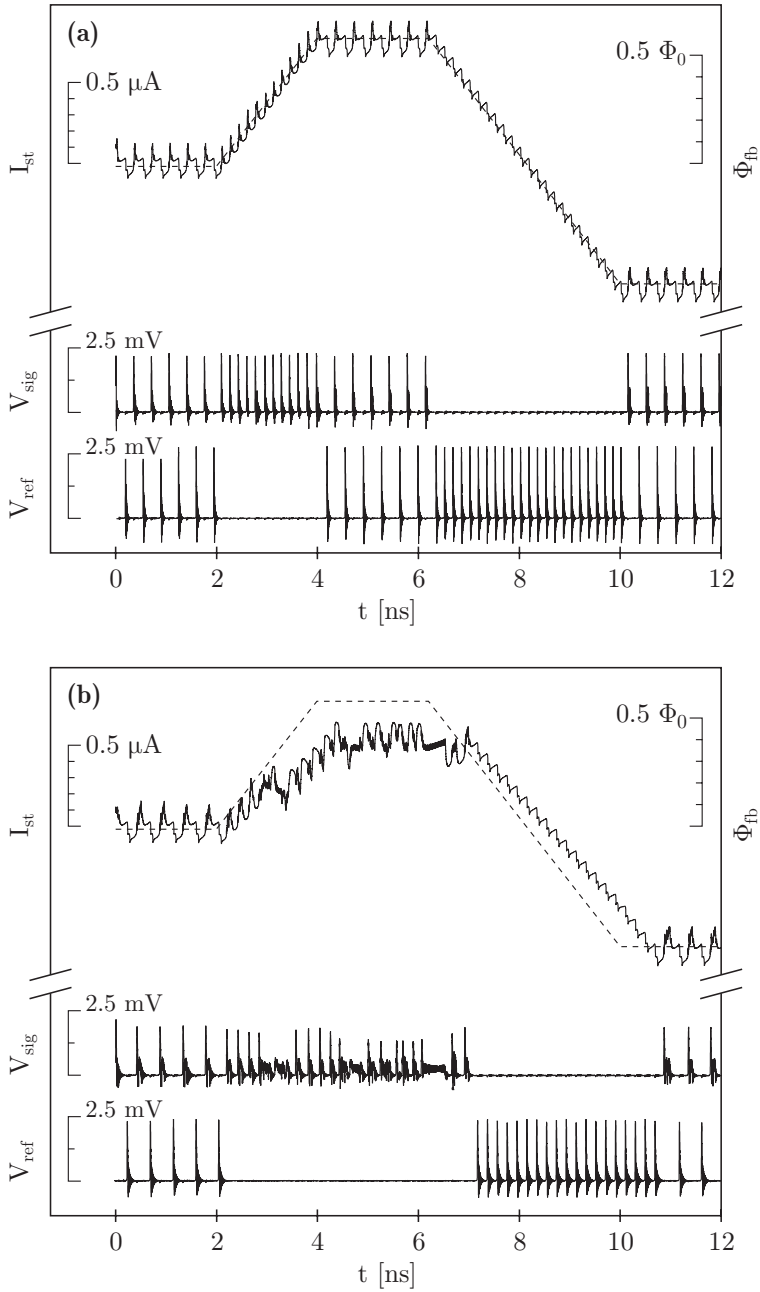 (a)
0.5 Φ₀
0.5 μA
I_st
Φ_fb
2.5 mV
V_sig
2.5 mV
V_ref
0 2 4 6 8 10 12
t [ns]
(b)
0.5 Φ₀
0.5 μA
I_st
Φ_fb
2.5 mV
V_sig
2.5 mV
V_ref
0 2 4 6 8 10 12
t [ns]